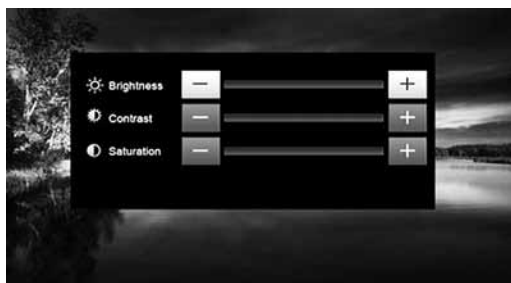 Brightness − +
Contrast − +
Saturation − +